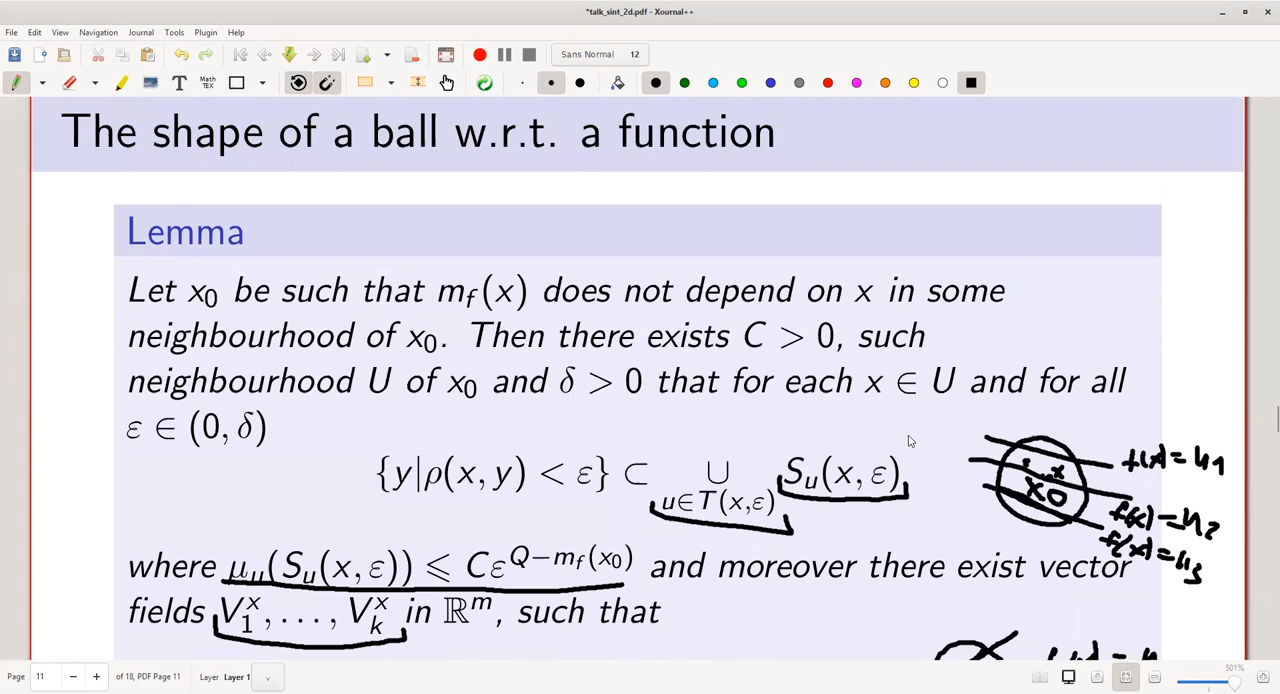 *talk_sint_2d.pdf - Xournal++
File Edit View Navigation Journal Tools Plugin Help
Sans Normal 12
T Math TEX
The shape of a ball w.r.t. a function
Lemma
Let x₀ be such that m_f(x) does not depend on x in some
neighbourhood of x₀. Then there exists C > 0, such
neighbourhood U of x₀ and δ > 0 that for each x ∈ U and for all
ε ∈ (0, δ)
{y|ρ(x, y) < ε} ⊂ ∪_{u∈T(x,ε)} S_u(x, ε)
x
x0
f(x) = u1
f(x) = u2
f(x) = u3
where μ_u(S_u(x, ε)) ⩽ Cε^{Q−m_f(x₀)} and moreover there exist vector
fields V₁ˣ, . . . , V_kˣ in ℝᵐ, such that
Page 11 of 18, PDF Page 11 Layer Layer 1
501%